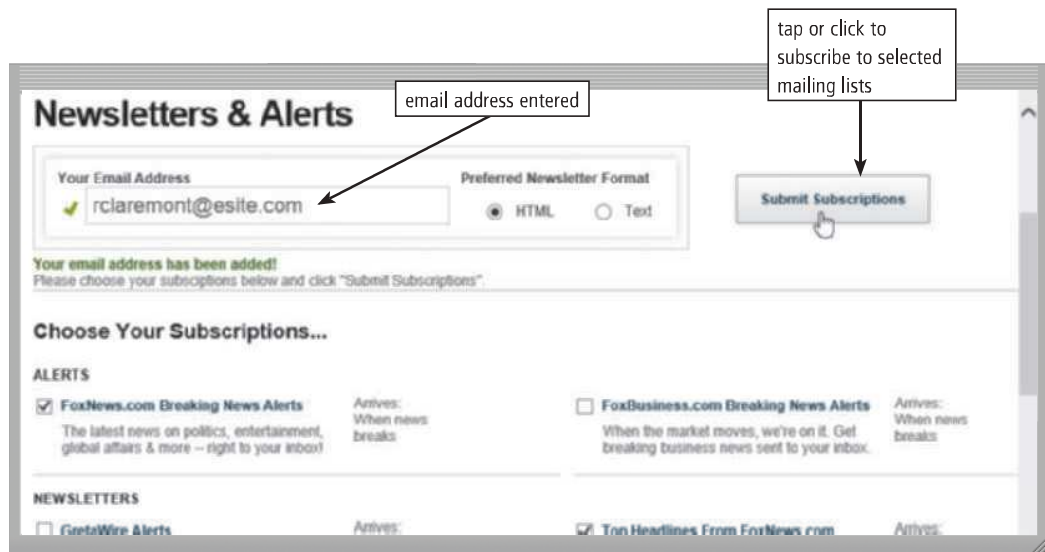 tap or click to
subscribe to selected
mailing lists
email address entered
Newsletters & Alerts
Your Email Address
rclaremont@esite.com
Preferred Newsletter Format
HTML
Text
Submit Subscriptions
Your email address has been added!
Please choose your subsciptions below and click "Submit Subscriptions".
Choose Your Subscriptions...
ALERTS
FoxNews.com Breaking News Alerts
The latest news on politics, entertainment,
global affairs & more – right to your inbox!
Arrives:
When news
breaks
FoxBusiness.com Breaking News Alerts
When the market moves, we're on it. Get
breaking business news sent to your inbox.
Arrives:
When news
breaks
NEWSLETTERS
GretaWire Alerts
Arrives:
Top Headlines From FoxNews.com
Arrives: